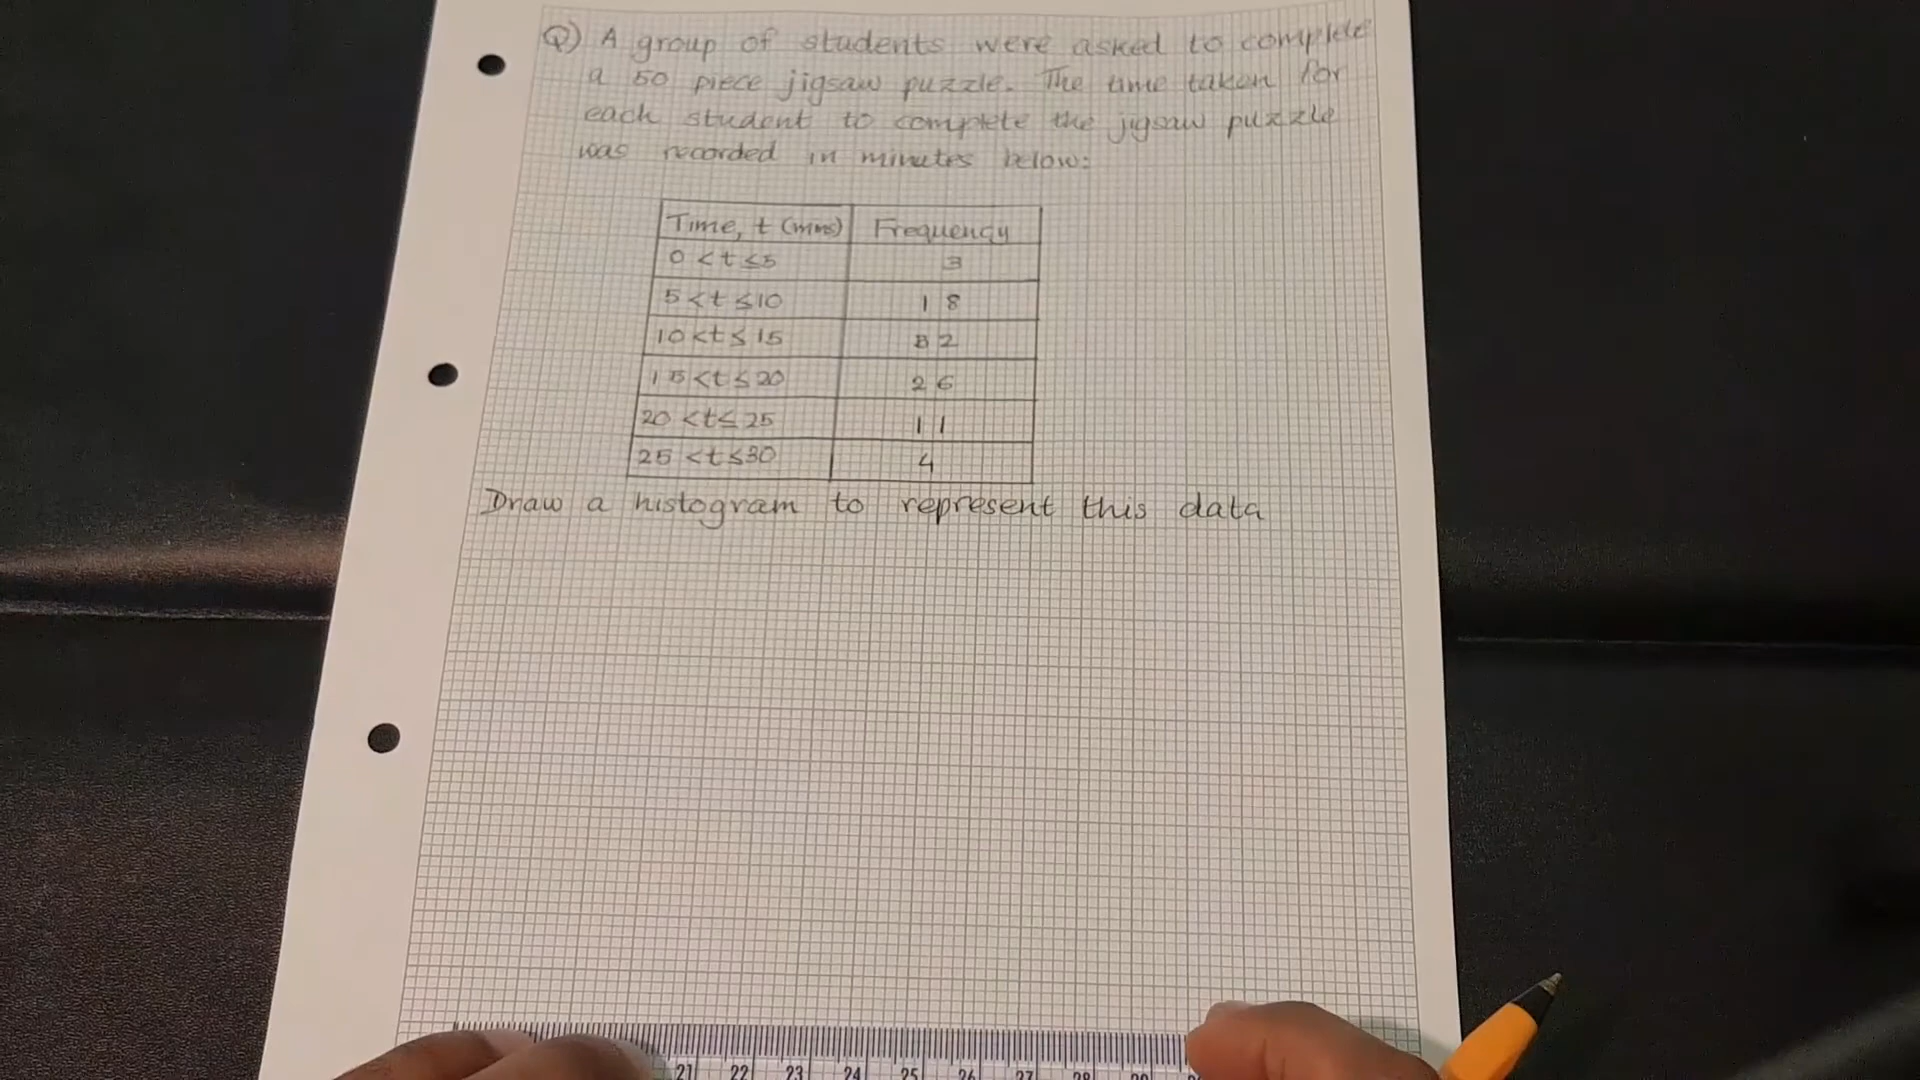 Q) A group of students were asked to complete
a 50 piece jigsaw puzzle. The time taken for
each student to complete the jigsaw puzzle
was recorded in minutes below:
Time, t (mins) Frequency
0 < t ≤ 5 3
5 < t ≤ 10 18
10 < t ≤ 15 32
15 < t ≤ 20 26
20 < t ≤ 25 11
25 < t ≤ 30 4
Draw a histogram to represent this data
21 22 23 24 25 26 27 28 29